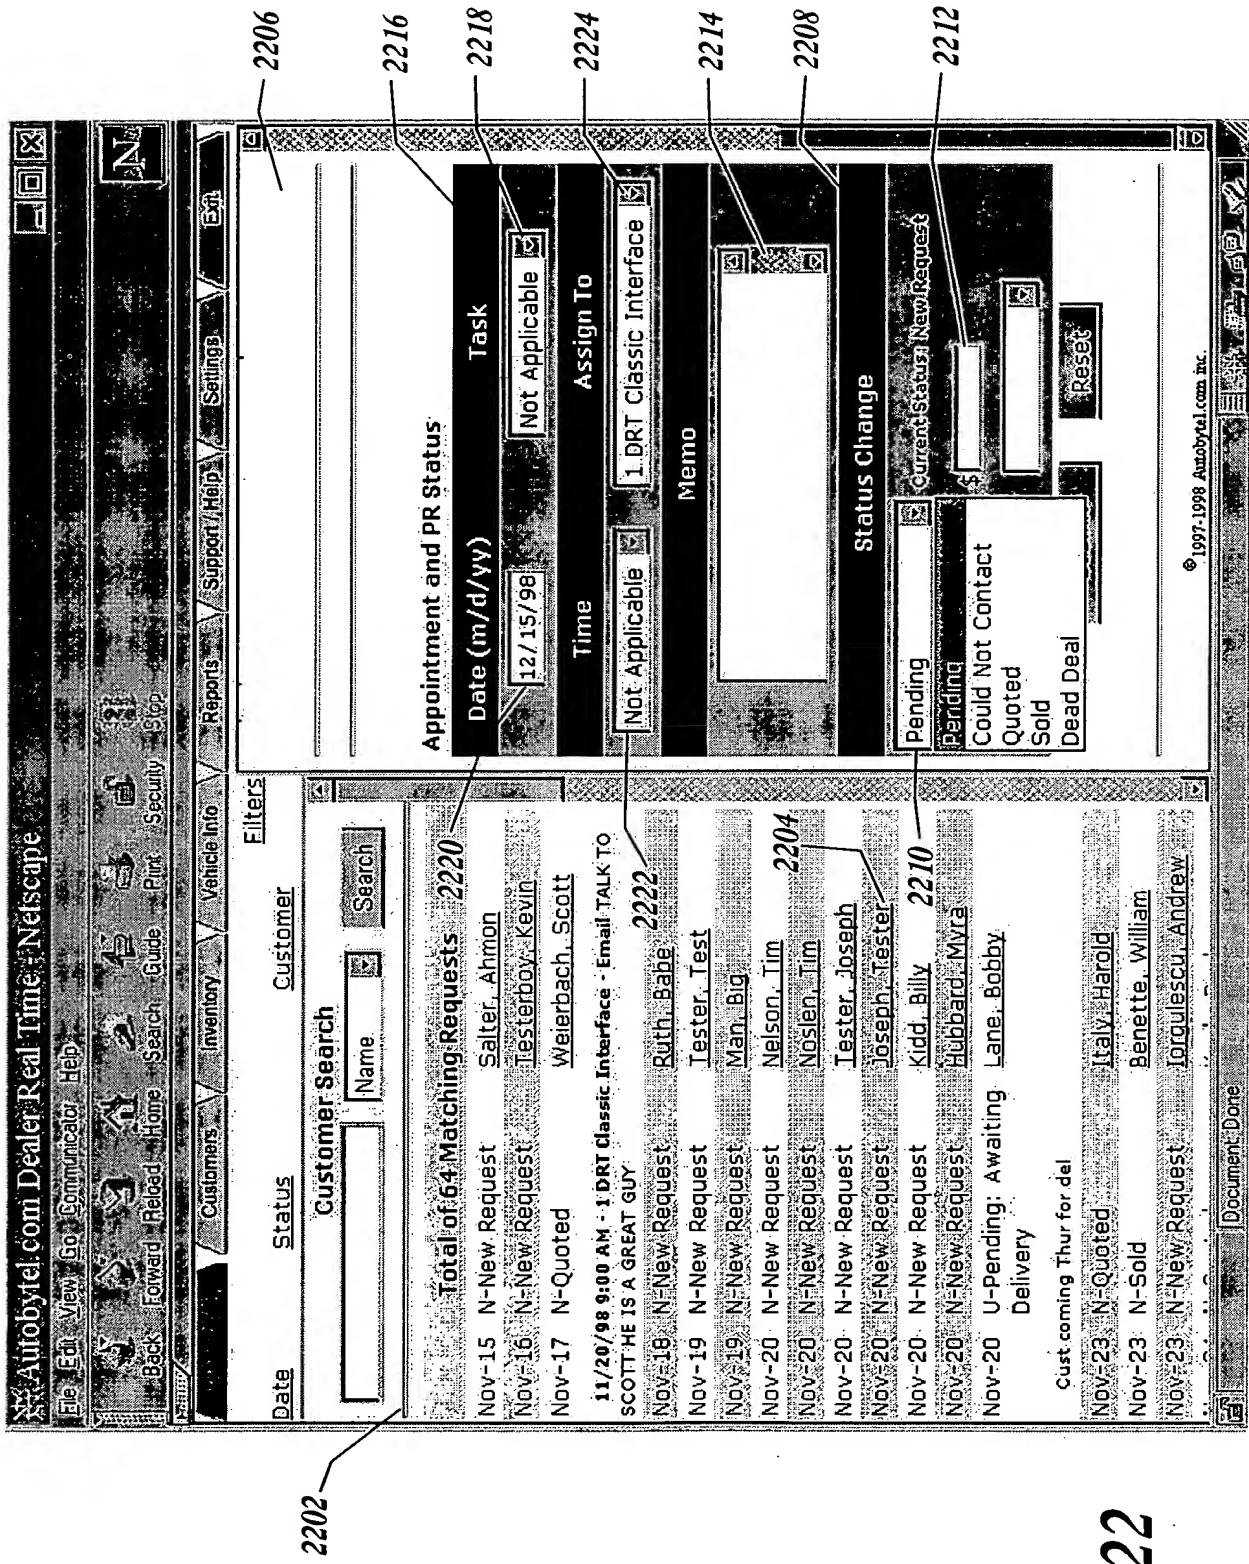 Autobytel.com Dealer Real Time - Netscape
File Edit View Go Communicator Help
Back Forward Reload Home Search Guide Print Security Stop
N
Customers Inventory Vehicle Info Reports Support / Help Settings Exit
Date Status Customer Filters
Customer Search
Name Search
Total of 64 Matching Requests
Nov-15 N-New Request Salter, Ahmon
Nov-16 N-New Request Testerboy, Kevin
Nov-17 N-Quoted Weierbach, Scott
11/20/98 9:00 AM - 1 DRT Classic Interface - Email TALK TO
SCOTT HE IS A GREAT GUY
Nov-18 N-New Request Ruth, Babe
Nov-19 N-New Request Tester, Test
Nov-19 N-New Request Man, Big
Nov-20 N-New Request Nelson, Tim
Nov-20 N-New Request Noslen, Tim
Nov-20 N-New Request Tester, Joseph
Nov-20 N-New Request Joseph, Tester
Nov-20 N-New Request Kidd, Billy
Nov-20 N-New Request Hubbard, Myra
Nov-20 U-Pending: Awaiting Lane, Bobby
Delivery
Cust coming Thur for del
Nov-23 N-Quoted Italy, Harold
Nov-23 N-Sold Benette, William
Nov-23 N-New Request Iorgulescu, Andrew
Appointment and PR Status
Date (m/d/yy) Task
12/15/98 Not Applicable
Time Assign To
Not Applicable 1 DRT Classic Interface
Memo
Status Change
Pending Current Status: New Request
Pending
$
Could Not Contact
Quoted
Sold
Dead Deal
Reset
©1997-1998 Autobytel.com inc.
Document: Done
2202
2220
2222
2204
2210
2206
2216
2218
2224
2214
2208
2212
22